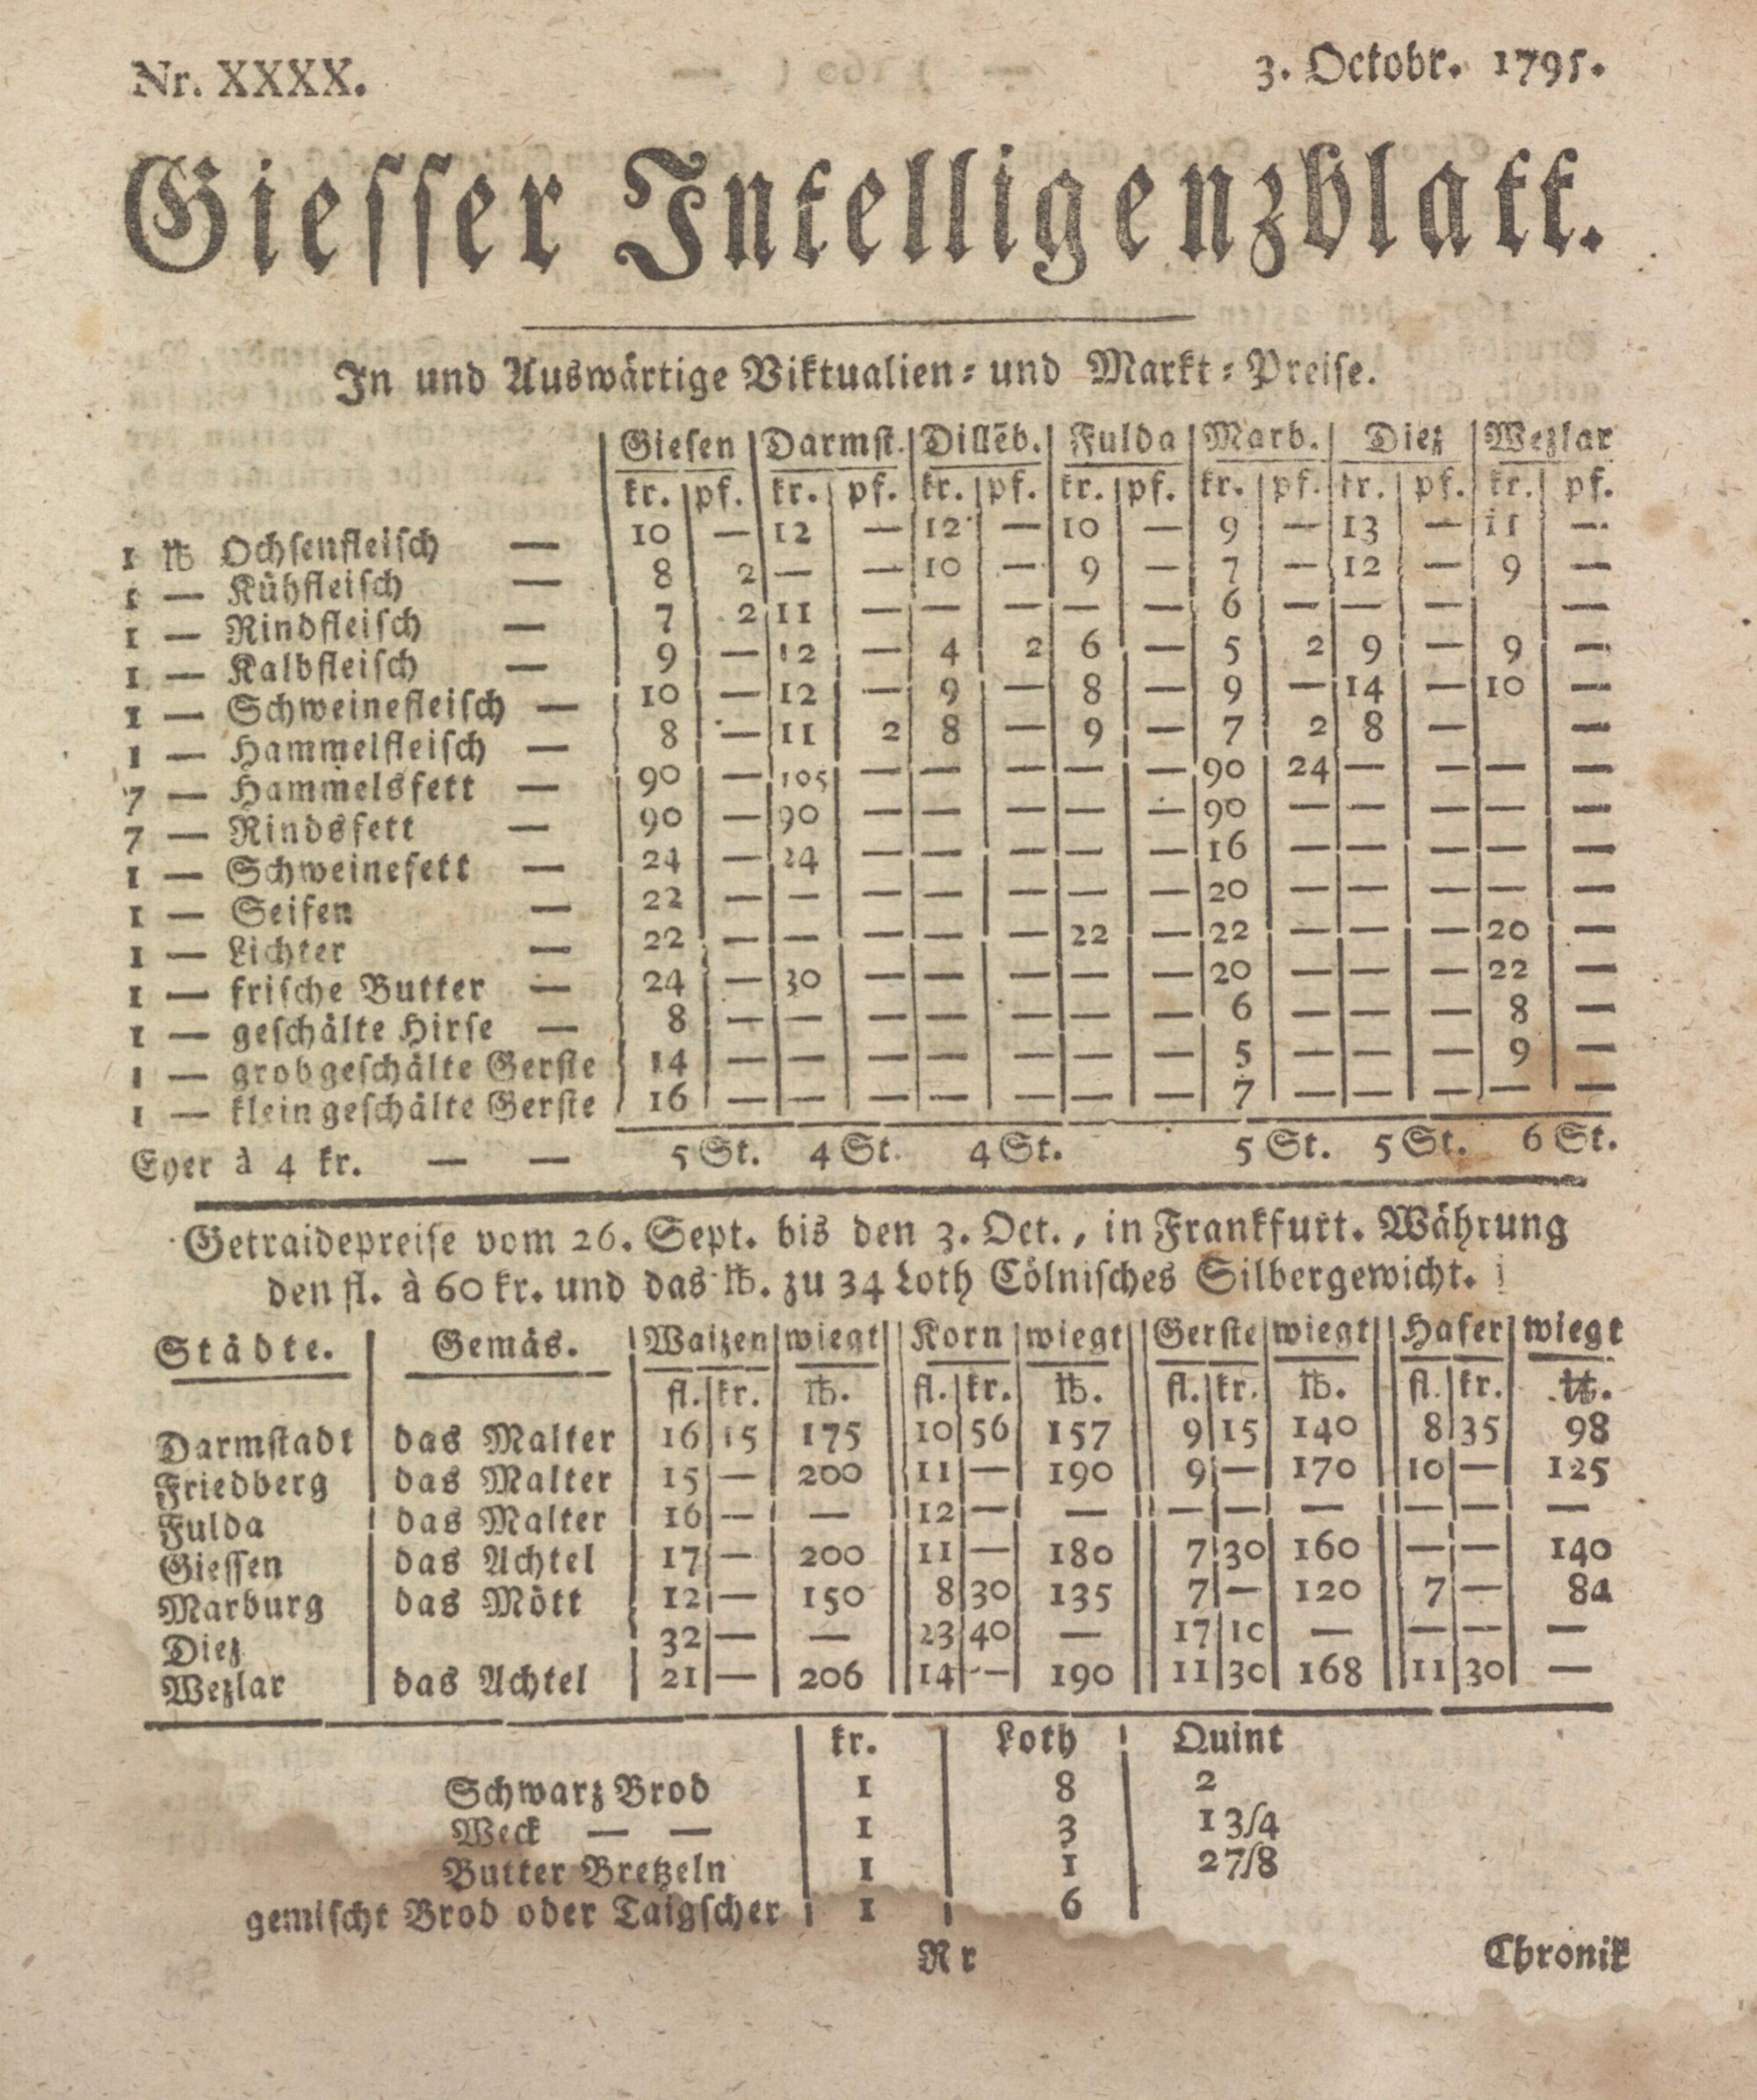 Nr. XXXX. 3. Octobr. 1795.
Giesser Intelligenzblatt.
In und Auswärtige Viktualien- und Markt-Preise.
Giesen | Darmst. | Dillēb. | Fulda | Marb. | Diez | Wezlar
kr. | pf. | kr. | pf. | kr. | pf. | kr. | pf. | kr. | pf. | kr. | pf. | kr. | pf.
1 ℔ Ochsenfleisch — 10 | — | 12 | — | 12 | — | 10 | — | 9 | — | 13 | — | 11 | —
1 — Kühfleisch — 8 | 2 | — | — | 10 | — | 9 | — | 7 | — | 12 | — | 9 | —
1 — Rindfleisch — 7 | 2 | 11 | — | — | — | — | — | 6 | — | — | — | | —
1 — Kalbfleisch — 9 | — | 12 | — | 4 | 2 | 6 | — | 5 | 2 | 9 | — | 9 | —
1 — Schweinefleisch — 10 | — | 12 | — | 9 | — | 8 | — | 9 | — | 14 | — | 10 | —
1 — Hammelfleisch — 8 | — | 11 | 2 | 8 | — | 9 | — | 7 | 2 | 8 | — | | —
7 — Hammelsfett — 90 | — | 105 | — | — | — | — | — | 90 | 24 | — | — | — | —
7 — Rindsfett — 90 | — | 90 | — | — | — | — | — | 90 | — | — | — | — | —
1 — Schweinefett — 24 | — | 24 | — | — | — | — | — | 16 | — | — | — | — | —
1 — Seifen — 22 | — | — | — | — | — | — | — | 20 | — | — | — | — | —
1 — Lichter — 22 | — | — | — | — | — | 22 | — | 22 | — | — | — | 20 | —
1 — frische Butter — 24 | — | 30 | — | — | — | — | — | 20 | — | — | — | 22 | —
1 — geschälte Hirse — 8 | — | — | — | — | — | — | — | 6 | — | — | — | 8 | —
1 — grobgeschälte Gerste 14 | — | — | — | — | — | — | — | 5 | — | — | — | 9 | —
1 — kleingeschälte Gerste 16 | — | — | — | — | — | — | — | 7 | — | — | — | — | —
Eyer à 4 kr. — — 5 St. 4 St. 4 St. 5 St. 5 St. 6 St.
Getraidepreise vom 26. Sept. bis den 3. Oct., in Frankfurt. Währung
den fl. à 60 kr. und das ℔. zu 34 Loth Cölnisches Silbergewicht.
Städte. | Gemäs. | Waizen | wiegt || Korn | wiegt || Gerste | wiegt || Hafer | wiegt
fl. | kr. | ℔. || fl. | kr. | ℔. || fl. | kr. | ℔. || fl. | kr. | ℔.
Darmstadt | das Malter | 16 | 15 | 175 || 10 | 56 | 157 || 9 | 15 | 140 || 8 | 35 | 98
Friedberg | das Malter | 15 | — | 200 || 11 | — | 190 || 9 | — | 170 || 10 | — | 125
Fulda | das Malter | 16 | — | — || 12 | — | — || — | — | — || — | — | —
Giessen | das Achtel | 17 | — | 200 || 11 | — | 180 || 7 | 30 | 160 || — | — | 140
Marburg | das Mött | 12 | — | 150 || 8 | 30 | 135 || 7 | — | 120 || 7 | — | 84
Diez | | 32 | — | — || 23 | 40 | — || 17 | 10 | — || — | — | —
Wezlar | das Achtel | 21 | — | 206 || 14 | — | 190 || 11 | 30 | 168 || 11 | 30 | —
kr. | Loth | Quint
Schwarz Brod | 1 | 8 | 2
Weck — — | 1 | 3 | 1 3/4
Butter Bretzeln | 1 | 1 | 2 7/8
gemischt Brod oder Taigscher | 1 | 6 |
Rr Chronik